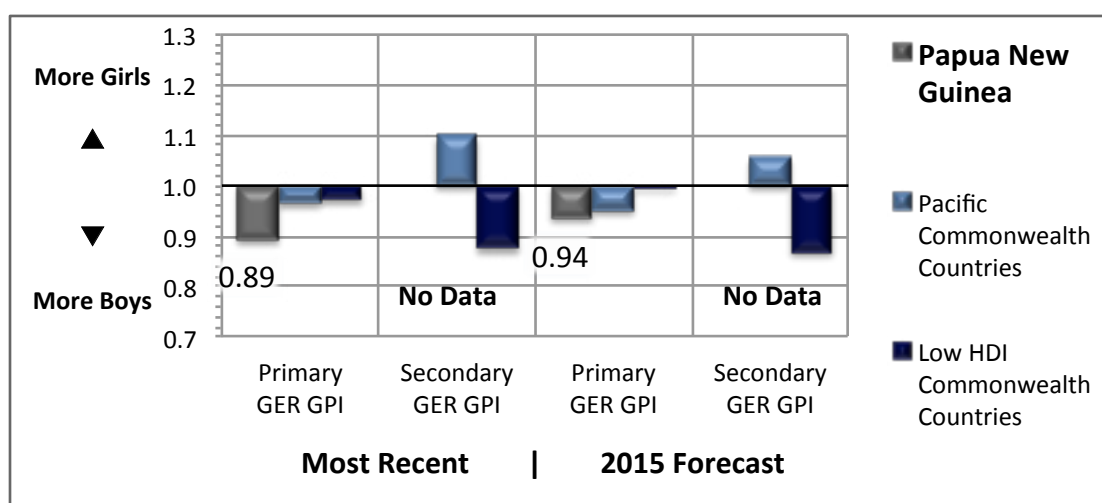 1.3
More Girls
1.2
▲
1.1
1.0
▼
0.9
0.89
0.94
More Boys
0.8
No Data
No Data
0.7
Primary
GER GPI
Secondary
GER GPI
Primary
GER GPI
Secondary
GER GPI
Most Recent | 2015 Forecast
Papua New
Guinea
Pacific
Commonwealth
Countries
Low HDI
Commonwealth
Countries